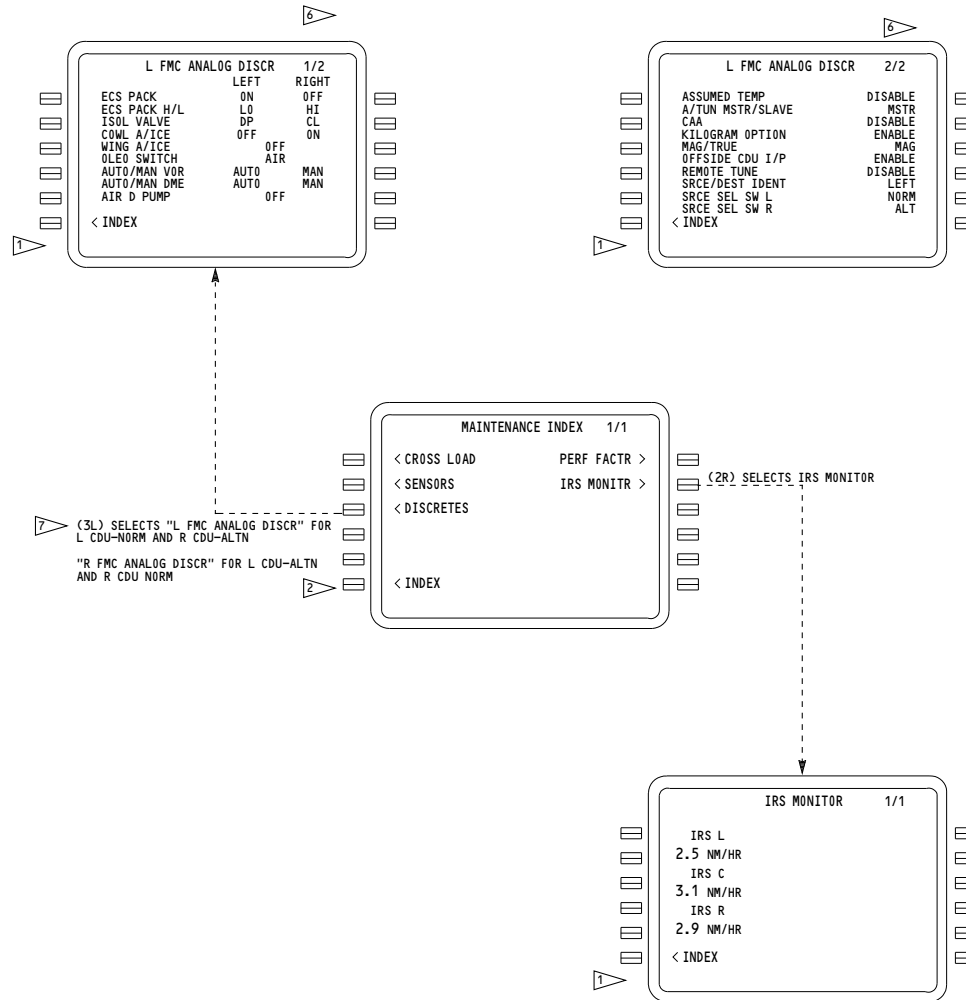 6
L FMC ANALOG DISCR 1/2
LEFT RIGHT
ECS PACK ON OFF
ECS PACK H/L LO HI
ISOL VALVE DP CL
COWL A/ICE OFF ON
WING A/ICE OFF
OLEO SWITCH AIR
AUTO/MAN VOR AUTO MAN
AUTO/MAN DME AUTO MAN
AIR D PUMP OFF
< INDEX
1
6
L FMC ANALOG DISCR 2/2
ASSUMED TEMP DISABLE
A/TUN MSTR/SLAVE MSTR
CAA DISABLE
KILOGRAM OPTION ENABLE
MAG/TRUE MAG
OFFSIDE CDU I/P ENABLE
REMOTE TUNE DISABLE
SRCE/DEST IDENT LEFT
SRCE SEL SW L NORM
SRCE SEL SW R ALT
< INDEX
1
MAINTENANCE INDEX 1/1
< CROSS LOAD PERF FACTR >
< SENSORS IRS MONITR >
< DISCRETES
< INDEX
2
(2R) SELECTS IRS MONITOR
7
(3L) SELECTS "L FMC ANALOG DISCR" FOR
L CDU-NORM AND R CDU-ALTN
"R FMC ANALOG DISCR" FOR L CDU-ALTN
AND R CDU NORM
IRS MONITOR 1/1
IRS L
2.5 NM/HR
IRS C
3.1 NM/HR
IRS R
2.9 NM/HR
< INDEX
1